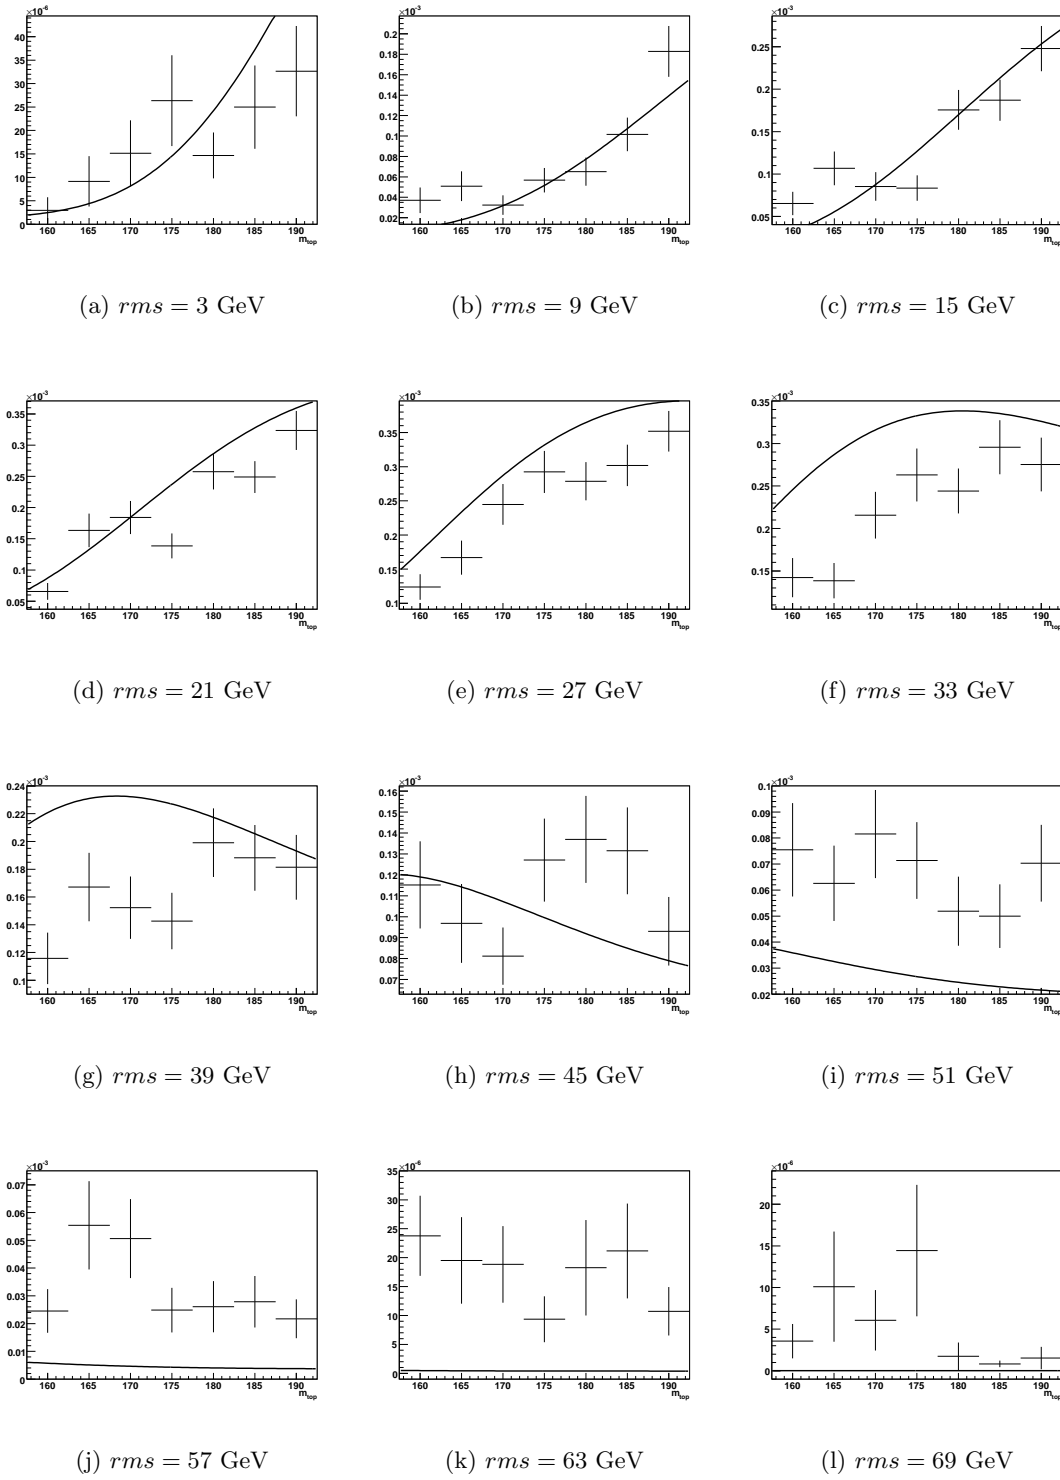 ×10⁻⁶ ×10⁻³ ×10⁻³
40 35 30 25 20 15 10 5 0
160 165 170 175 180 185 190
m_top
0.2 0.18 0.16 0.14 0.12 0.1 0.08 0.06 0.04 0.02
160 165 170 175 180 185 190
m_top
0.25 0.2 0.15 0.1 0.05
160 165 170 175 180 185 190
m_top
(a) rms = 3 GeV (b) rms = 9 GeV (c) rms = 15 GeV
×10⁻³ ×10⁻³ ×10⁻³
0.35 0.3 0.25 0.2 0.15 0.1 0.05
160 165 170 175 180 185 190
m_top
0.35 0.3 0.25 0.2 0.15 0.1
160 165 170 175 180 185 190
m_top
0.35 0.3 0.25 0.2 0.15
160 165 170 175 180 185 190
m_top
(d) rms = 21 GeV (e) rms = 27 GeV (f) rms = 33 GeV
×10⁻³ ×10⁻³ ×10⁻³
0.24 0.22 0.2 0.18 0.16 0.14 0.12 0.1
160 165 170 175 180 185 190
m_top
0.16 0.15 0.14 0.13 0.12 0.11 0.1 0.09 0.08 0.07
160 165 170 175 180 185 190
m_top
0.1 0.09 0.08 0.07 0.06 0.05 0.04 0.03 0.02
160 165 170 175 180 185 190
m_top
(g) rms = 39 GeV (h) rms = 45 GeV (i) rms = 51 GeV
×10⁻³ ×10⁻⁶ ×10⁻⁶
0.07 0.06 0.05 0.04 0.03 0.02 0.01 0
160 165 170 175 180 185 190
m_top
35 30 25 20 15 10 5 0
160 165 170 175 180 185 190
m_top
20 15 10 5 0
160 165 170 175 180 185 190
m_top
(j) rms = 57 GeV (k) rms = 63 GeV (l) rms = 69 GeV